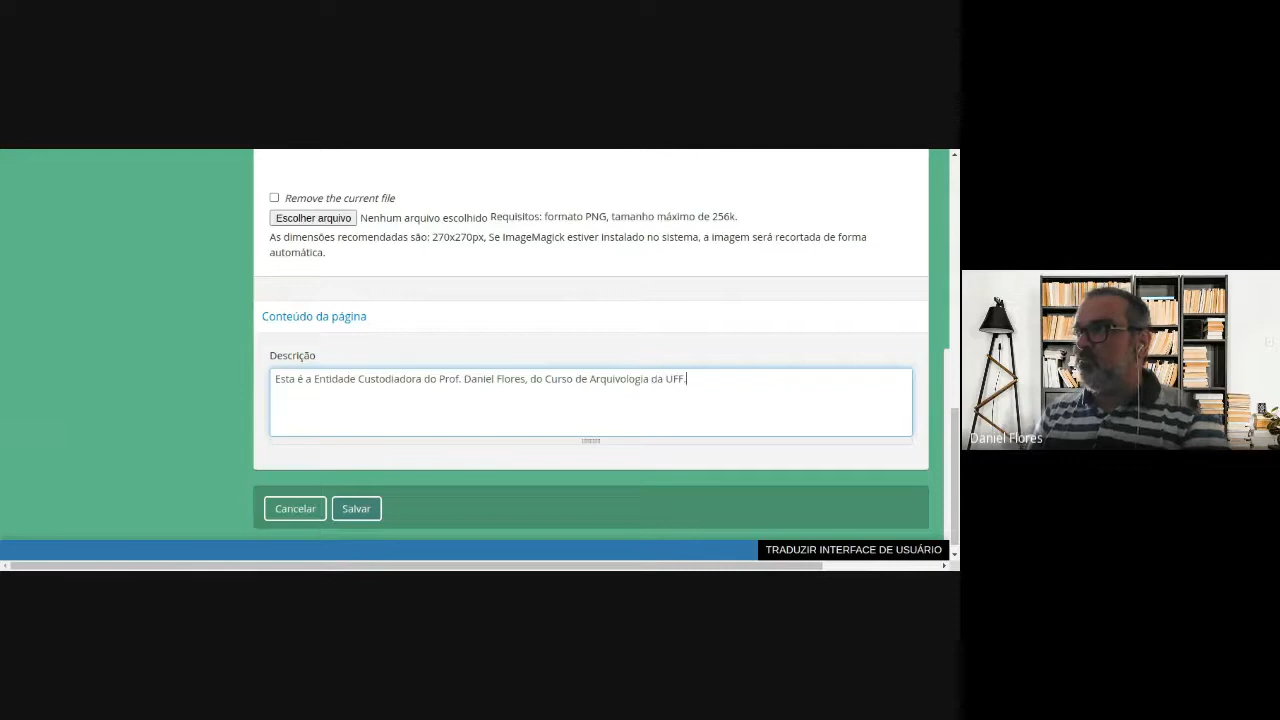 Remove the current file
Escolher arquivo Nenhum arquivo escolhido Requisitos: formato PNG, tamanho máximo de 256k.
As dimensões recomendadas são: 270x270px, Se ImageMagick estiver instalado no sistema, a imagem será recortada de forma
automática.
Conteúdo da página
Descrição
Esta é a Entidade Custodiadora do Prof. Daniel Flores, do Curso de Arquivologia da UFF.
Daniel Flores
Cancelar Salvar
TRADUZIR INTERFACE DE USUÁRIO